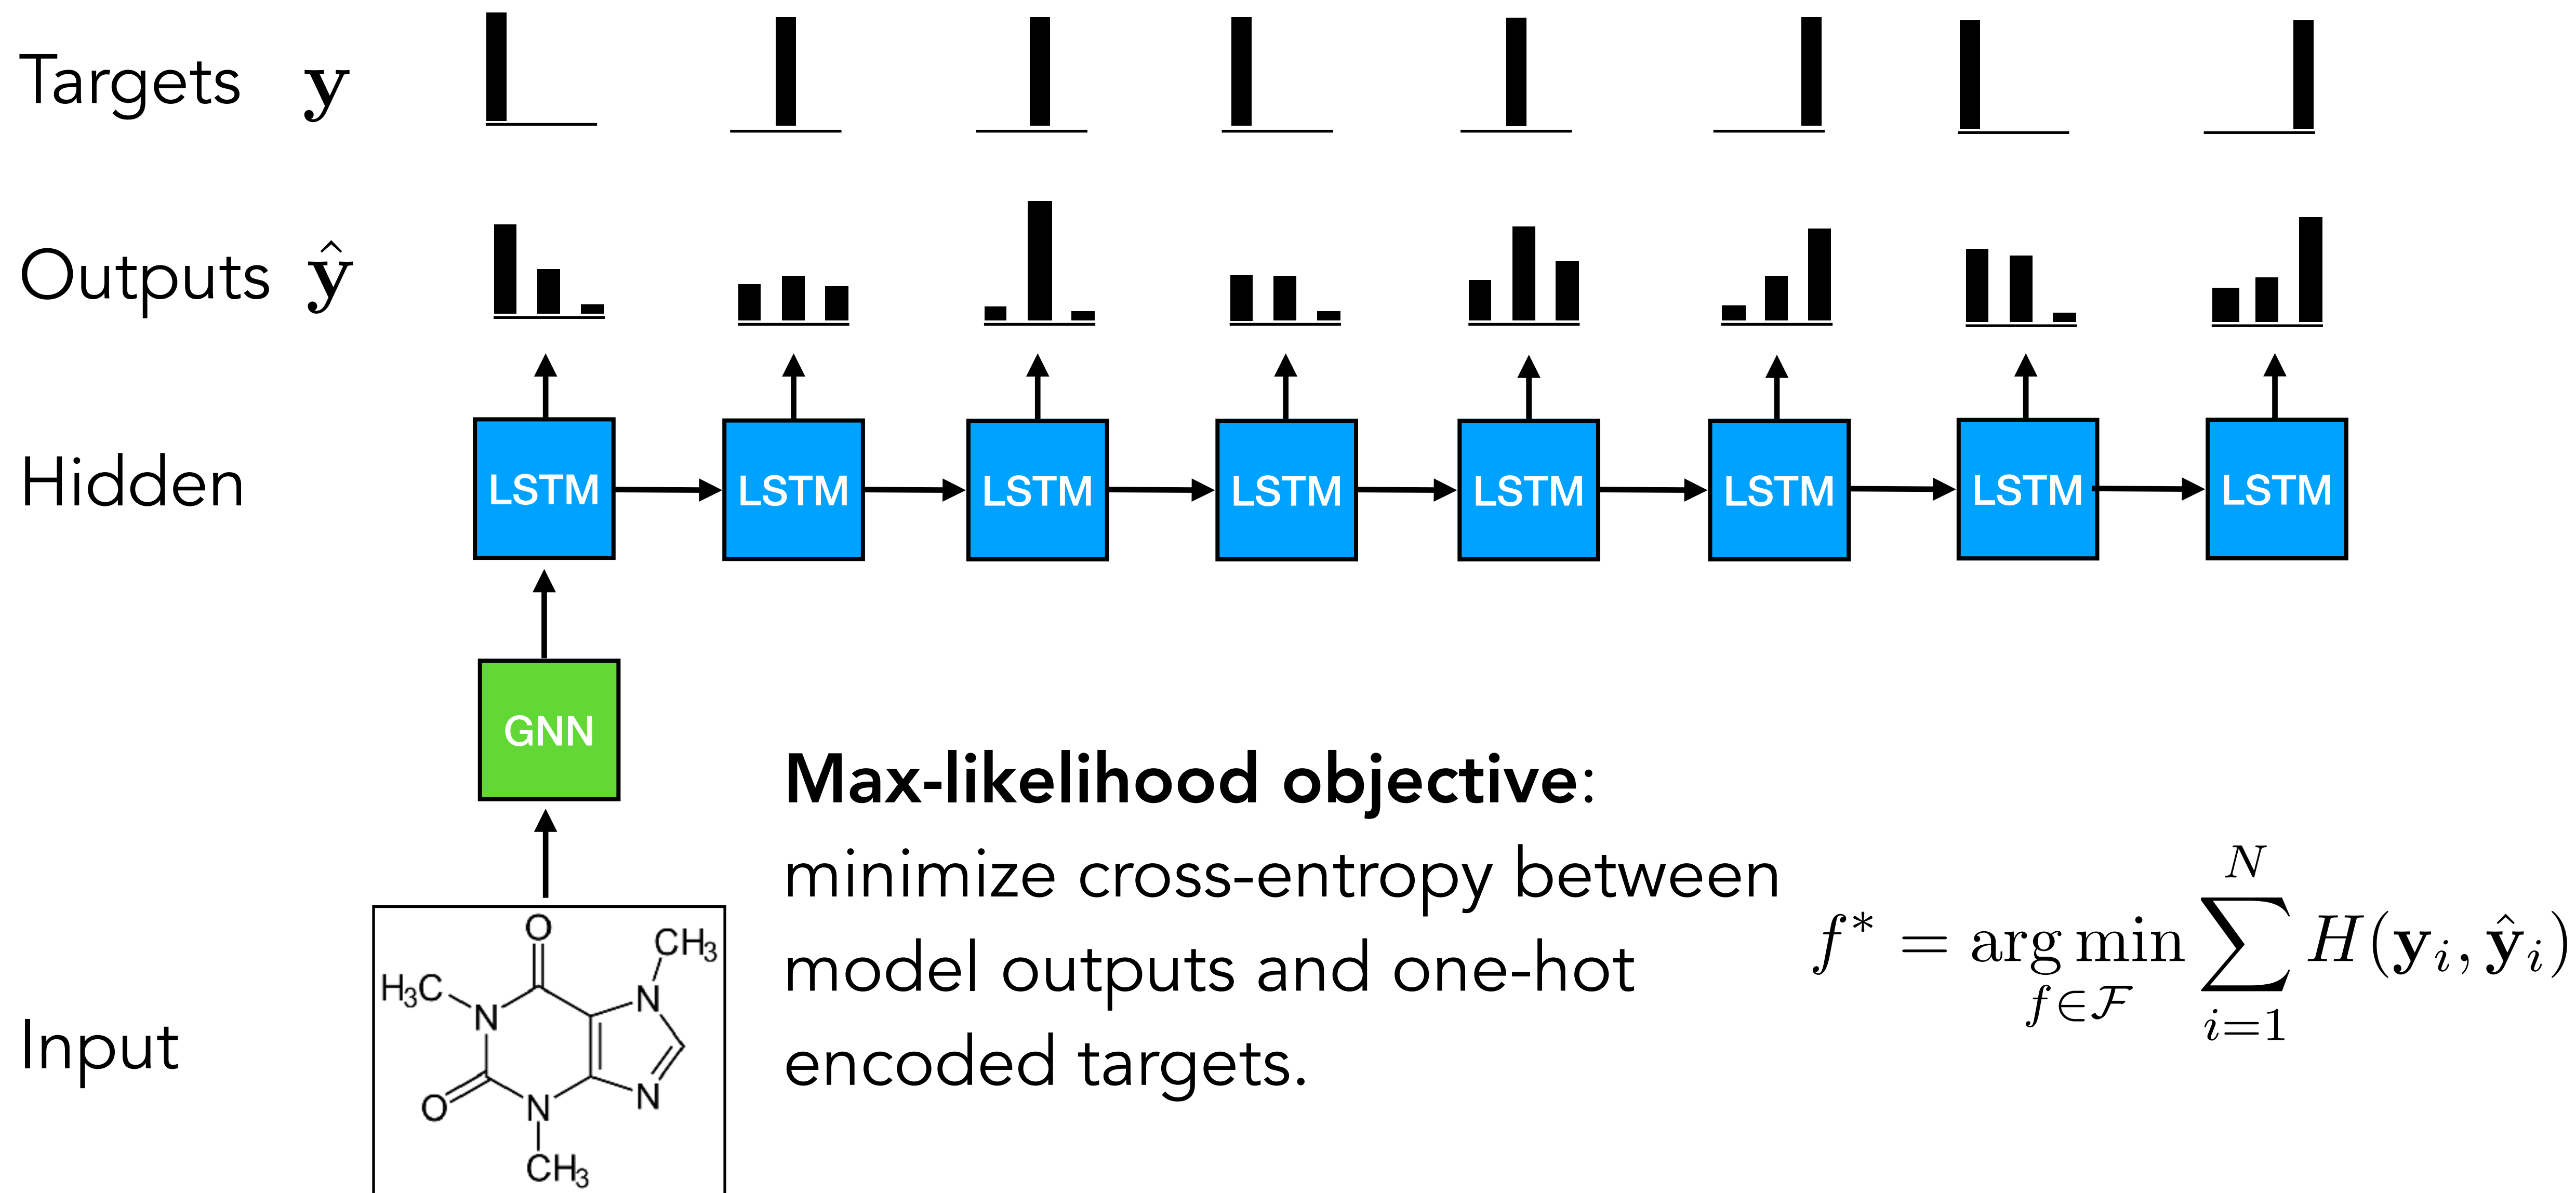 Targets y
Outputs ŷ
Hidden
LSTM LSTM LSTM LSTM LSTM LSTM LSTM LSTM
GNN
Max-likelihood objective:
minimize cross-entropy between
model outputs and one-hot
encoded targets.
f* = arg min_{f∈ℱ} ∑_{i=1}^{N} H(y_i, ŷ_i)
Input
O
CH₃
H₃C
N
N
O
N
N
CH₃